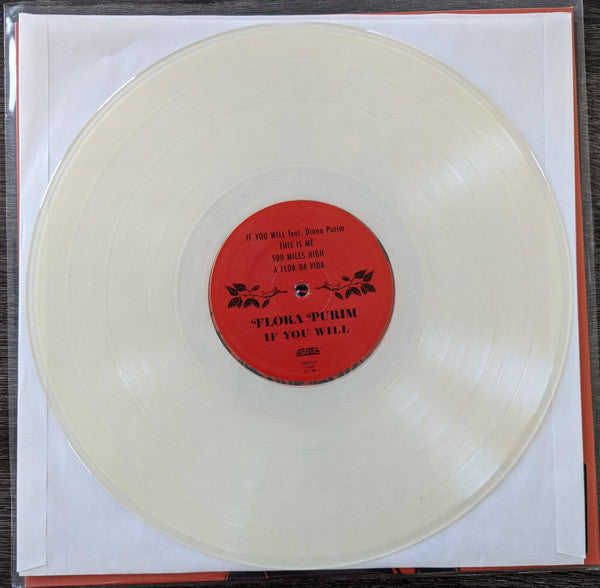 IF YOU WILL feat. Diana Purim
THIS IS ME
500 MILES HIGH
A FLOR DA VIDA
FLORA PURIM
IF YOU WILL